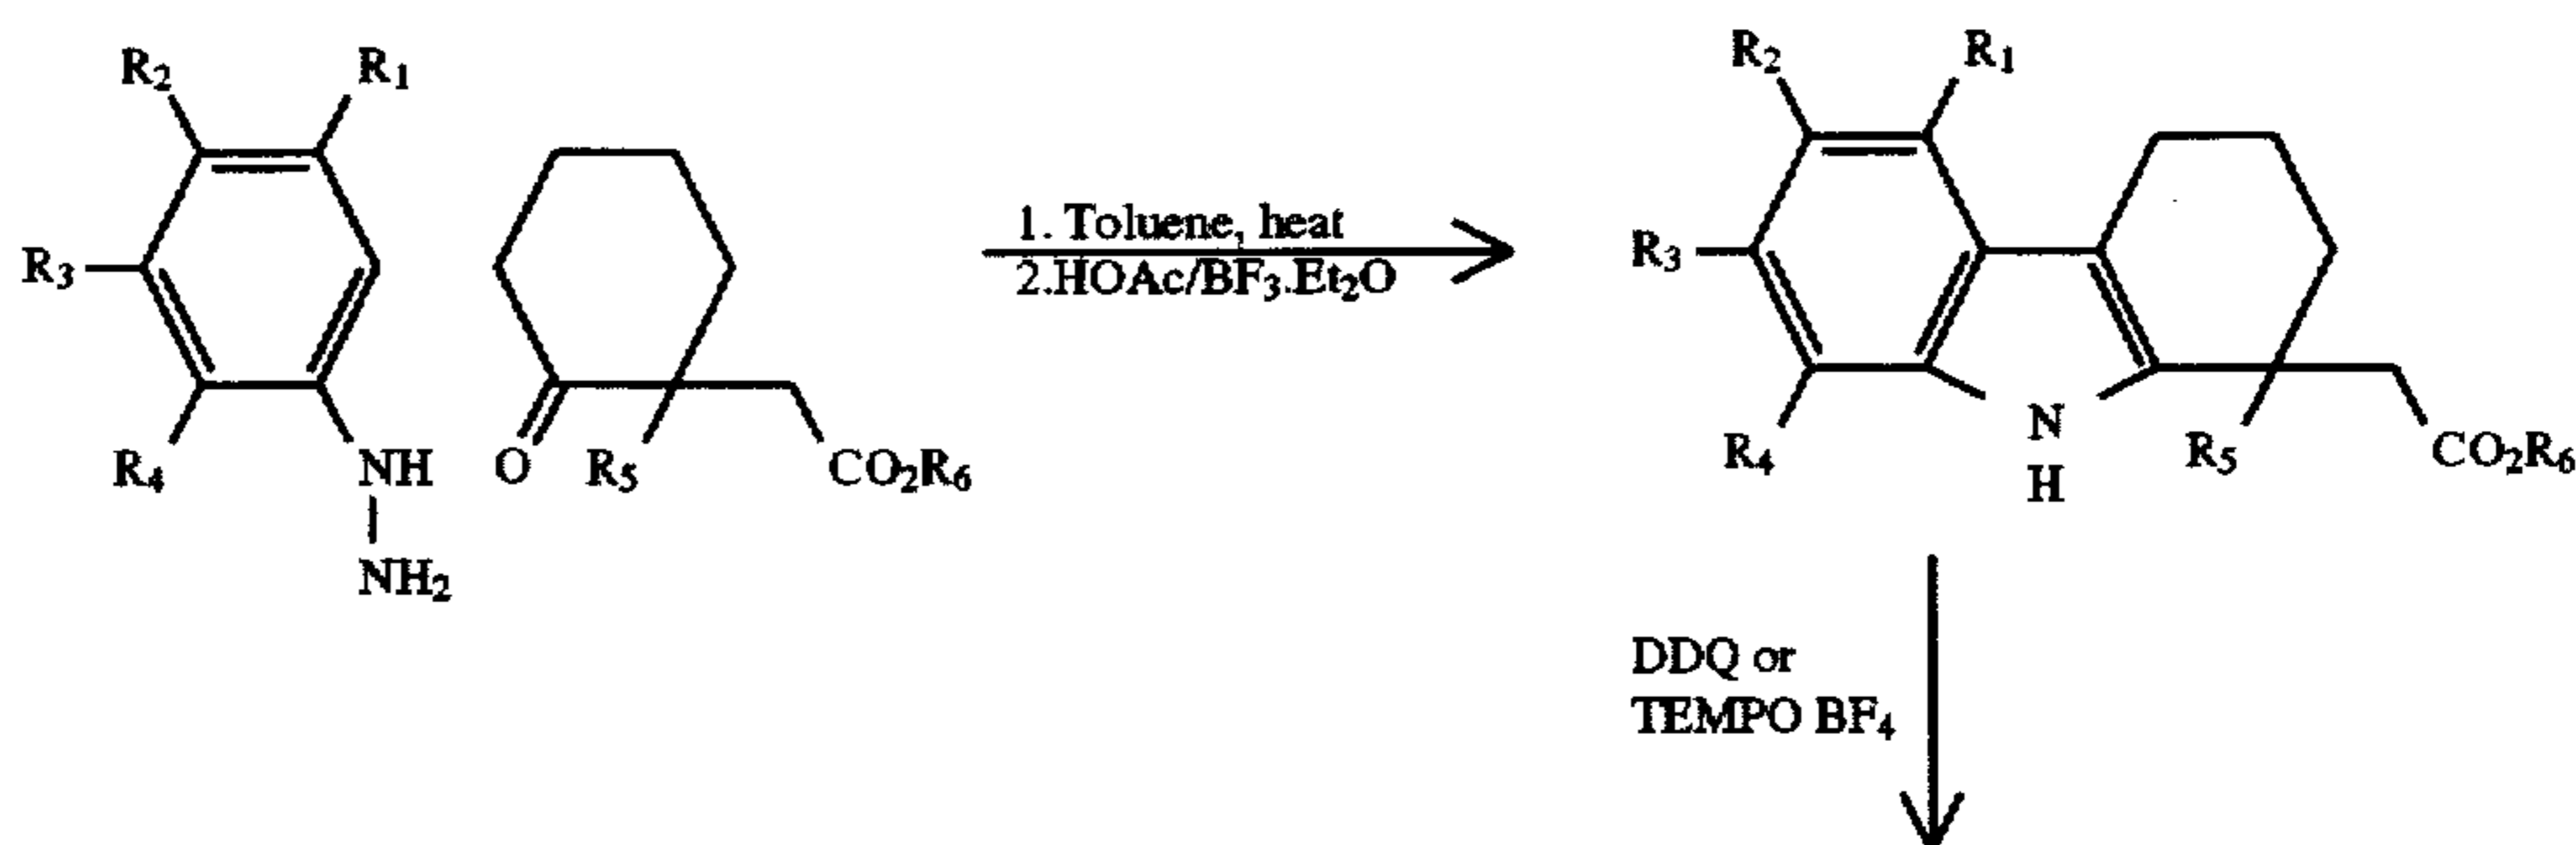 R₂ R₁
R₃
R₄ NH
NH₂
O R₅ CO₂R₆
1. Toluene, heat
2.HOAc/BF₃.Et₂O
R₂ R₁
R₃
R₄ N
H
R₅ CO₂R₆
DDQ or
TEMPO BF₄